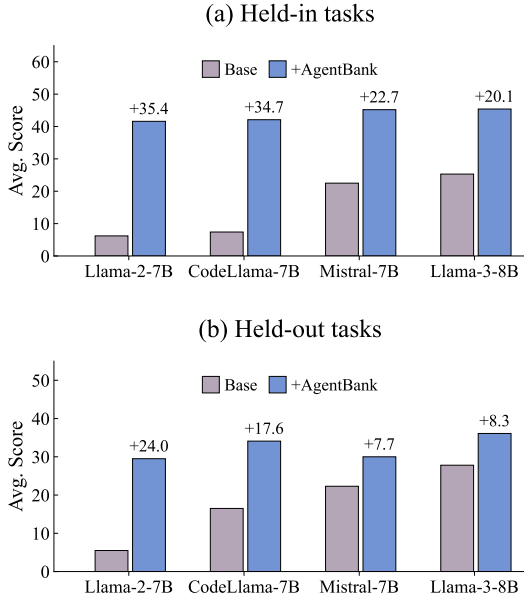 (a) Held-in tasks
Avg. Score
60
50
40
30
20
10
0
Base +AgentBank
+35.4 +34.7 +22.7 +20.1
Llama-2-7B CodeLlama-7B Mistral-7B Llama-3-8B
(b) Held-out tasks
Avg. Score
50
40
30
20
10
0
Base +AgentBank
+24.0 +17.6 +7.7 +8.3
Llama-2-7B CodeLlama-7B Mistral-7B Llama-3-8B